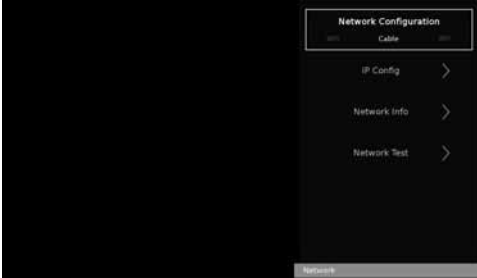 Network Configuration
Cable
IP Config
Network Info
Network Test
Network